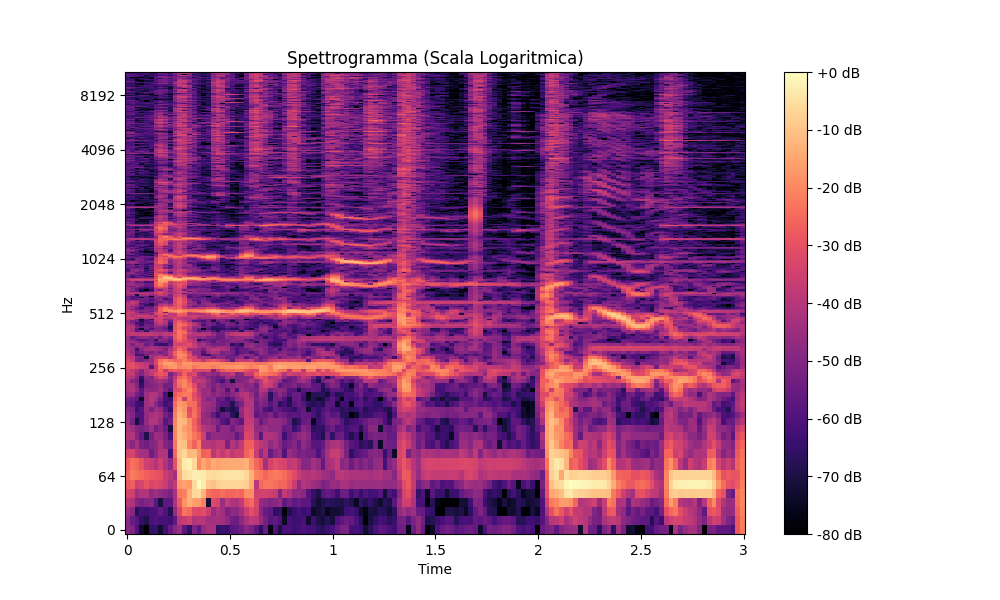 Spettrogramma (Scala Logaritmica)
8192
4096
2048
1024
512
256
128
64
0
Hz
0
0.5
1
1.5
2
2.5
3
Time
+0 dB
-10 dB
-20 dB
-30 dB
-40 dB
-50 dB
-60 dB
-70 dB
-80 dB